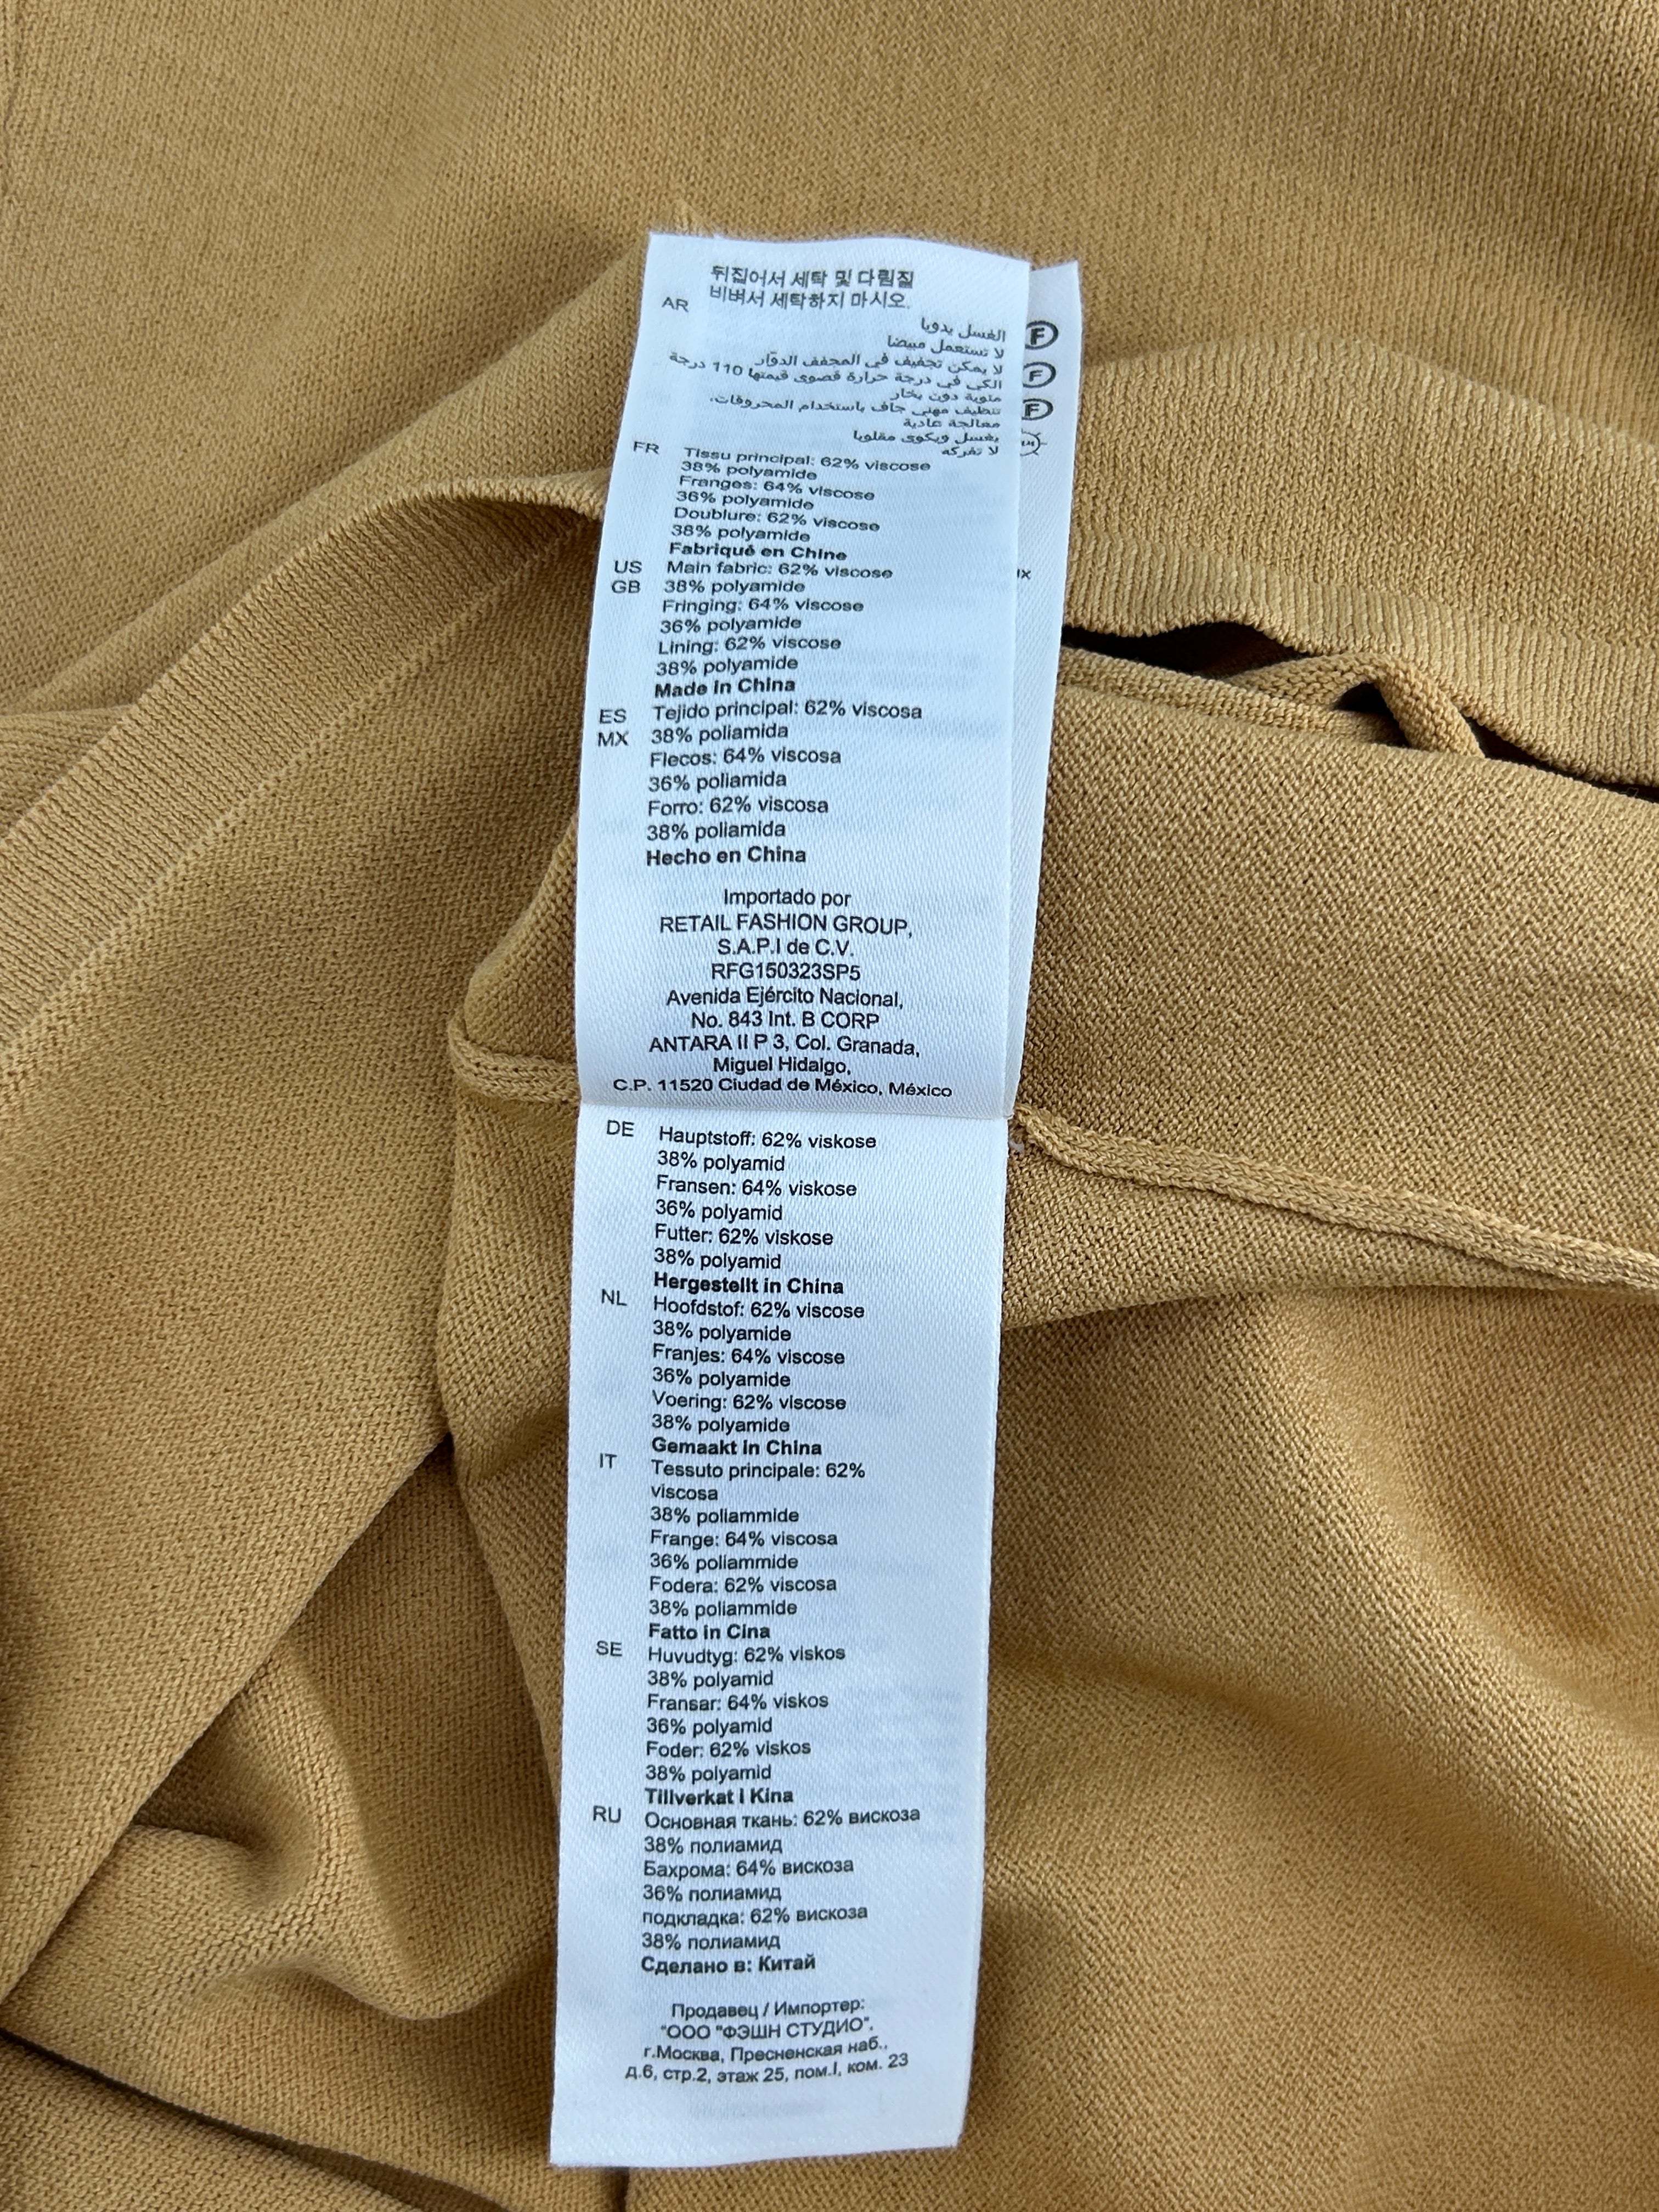 뒤집어서 세탁 및 다림질
비벼서 세탁하지 마시오.
AR
الغسل يدويا
لا تستعمل مبيضا
لا يمكن تجفيف في المجفف الدوّار
الكي في درجة حرارة قصوى قيمتها 110 درجة
مئوية دون بخار
تنظيف مهني جاف باستخدام المحروقات.
معالجة عادية
يغسل ويكوى مقلوبا
لا تفركه
F
F
F
FR Tissu principal: 62% viscose
38% polyamide
Franges: 64% viscose
36% polyamide
Doublure: 62% viscose
38% polyamide
Fabriqué en Chine
US Main fabric: 62% viscose
GB 38% polyamide
Fringing: 64% viscose
36% polyamide
Lining: 62% viscose
38% polyamide
Made in China
ES Tejido principal: 62% viscosa
MX 38% poliamida
Flecos: 64% viscosa
36% poliamida
Forro: 62% viscosa
38% poliamida
Hecho en China
Importado por
RETAIL FASHION GROUP,
S.A.P.I de C.V.
RFG150323SP5
Avenida Ejército Nacional,
No. 843 Int. B CORP
ANTARA II P 3, Col. Granada,
Miguel Hidalgo,
C.P. 11520 Ciudad de México, México
DE Hauptstoff: 62% viskose
38% polyamid
Fransen: 64% viskose
36% polyamid
Futter: 62% viskose
38% polyamid
Hergestellt in China
NL Hoofdstof: 62% viscose
38% polyamide
Franjes: 64% viscose
36% polyamide
Voering: 62% viscose
38% polyamide
Gemaakt in China
IT Tessuto principale: 62%
viscosa
38% poliammide
Frange: 64% viscosa
36% poliammide
Fodera: 62% viscosa
38% poliammide
Fatto in Cina
SE Huvudtyg: 62% viskos
38% polyamid
Fransar: 64% viskos
36% polyamid
Foder: 62% viskos
38% polyamid
Tillverkat i Kina
RU Основная ткань: 62% вискоза
38% полиамид
Бахрома: 64% вискоза
36% полиамид
подкладка: 62% вискоза
38% полиамид
Сделано в: Китай
Продавец / Импортер:
"ООО "ФЭШН СТУДИО",
г.Москва, Пресненская наб.,
д.6, стр.2, этаж 25, пом.I, ком. 23